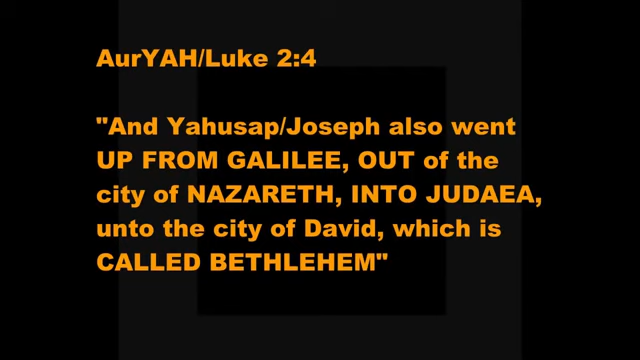 AurYAH/Luke 2:4
"And Yahusap/Joseph also went
UP FROM GALILEE, OUT of the
city of NAZARETH, INTO JUDAEA,
unto the city of David, which is
CALLED BETHLEHEM"